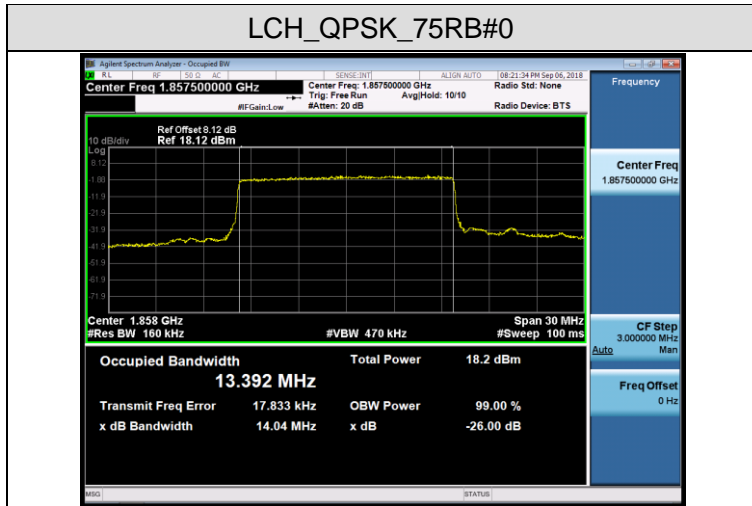 LCH_QPSK_75RB#0
Agilent Spectrum Analyzer - Occupied BW
RL RF 50 Ω AC SENSE:INT ALIGN AUTO 08:21:34 PM Sep 06, 2018
Center Freq 1.857500000 GHz
Center Freq: 1.857500000 GHz
Radio Std: None
Trig: Free Run Avg|Hold: 10/10
#IFGain:Low #Atten: 20 dB
Radio Device: BTS
Frequency
Ref Offset 8.12 dB
10 dB/div Ref 18.12 dBm
Log
8.12
-1.88
-11.9
-21.9
-31.9
-41.9
-51.9
-61.9
-71.9
Center 1.858 GHz Span 30 MHz
#Res BW 160 kHz #VBW 470 kHz #Sweep 100 ms
Center Freq
1.857500000 GHz
CF Step
3.000000 MHz
Auto Man
Freq Offset
0 Hz
Occupied Bandwidth Total Power 18.2 dBm
13.392 MHz
Transmit Freq Error 17.833 kHz OBW Power 99.00 %
x dB Bandwidth 14.04 MHz x dB -26.00 dB
MSG STATUS